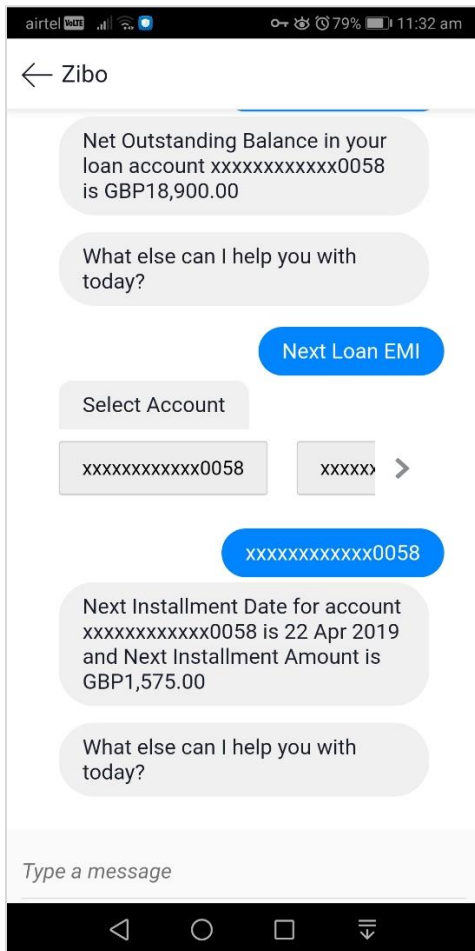 airtel VoLTE 79% 11:32 am
Zibo
Net Outstanding Balance in your
loan account xxxxxxxxxxxx0058
is GBP18,900.00
What else can I help you with
today?
Next Loan EMI
Select Account
xxxxxxxxxxxx0058 xxxxxx
xxxxxxxxxxxx0058
Next Installment Date for account
xxxxxxxxxxxx0058 is 22 Apr 2019
and Next Installment Amount is
GBP1,575.00
What else can I help you with
today?
Type a message